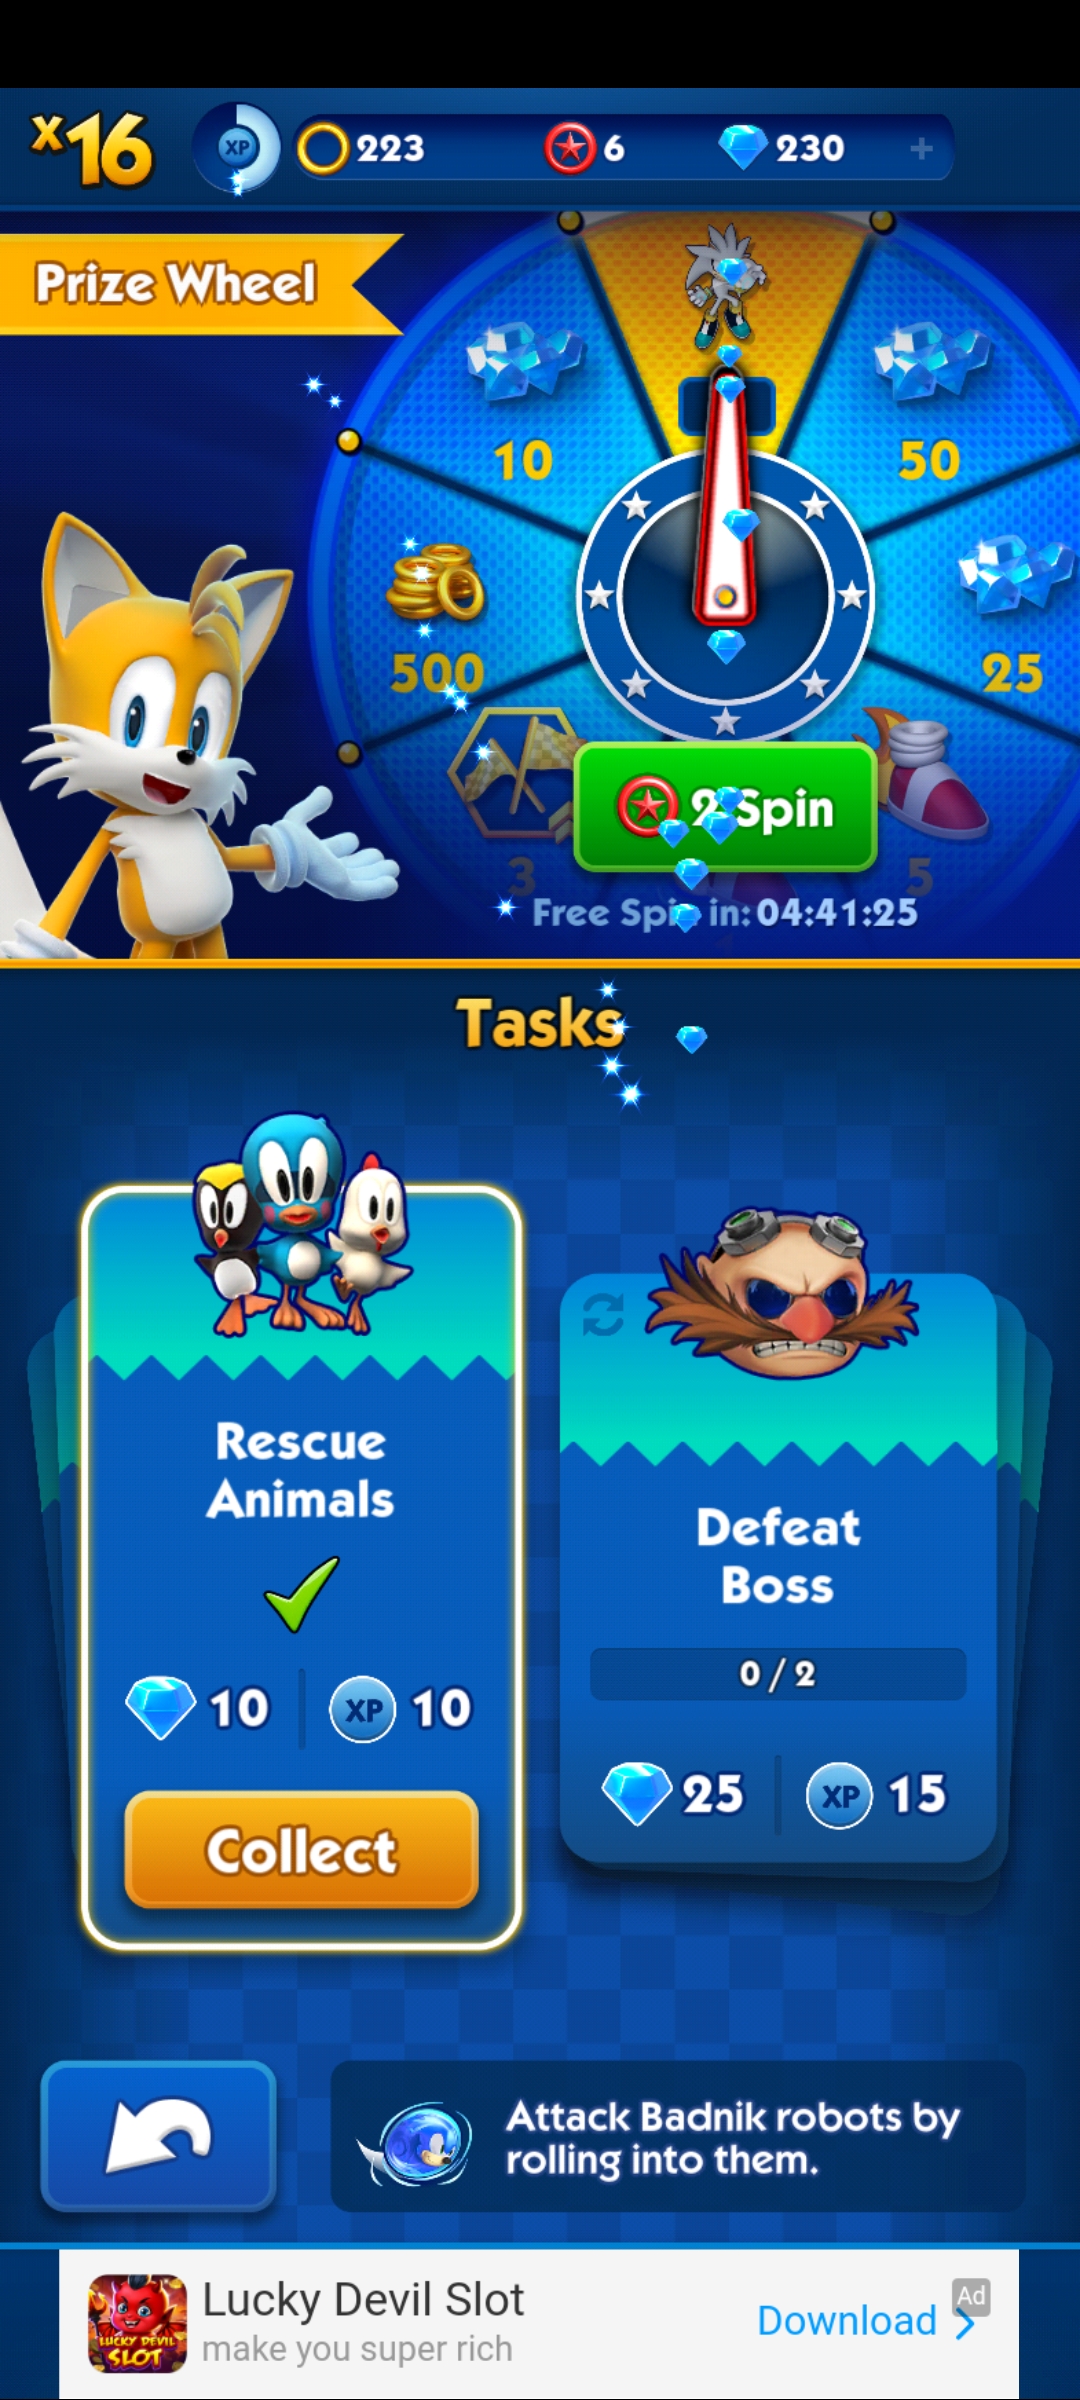 x16
XP
223
6
230
Prize Wheel
10
50
500
25
2 Spin
3
5
Free Spin in: 04:41:25
Tasks
Rescue
Animals
10
XP
10
Collect
Defeat
Boss
0 / 2
25
XP
15
Attack Badnik robots by
rolling into them.
LUCKY DEVIL
SLOT
Lucky Devil Slot
make you super rich
Download
Ad